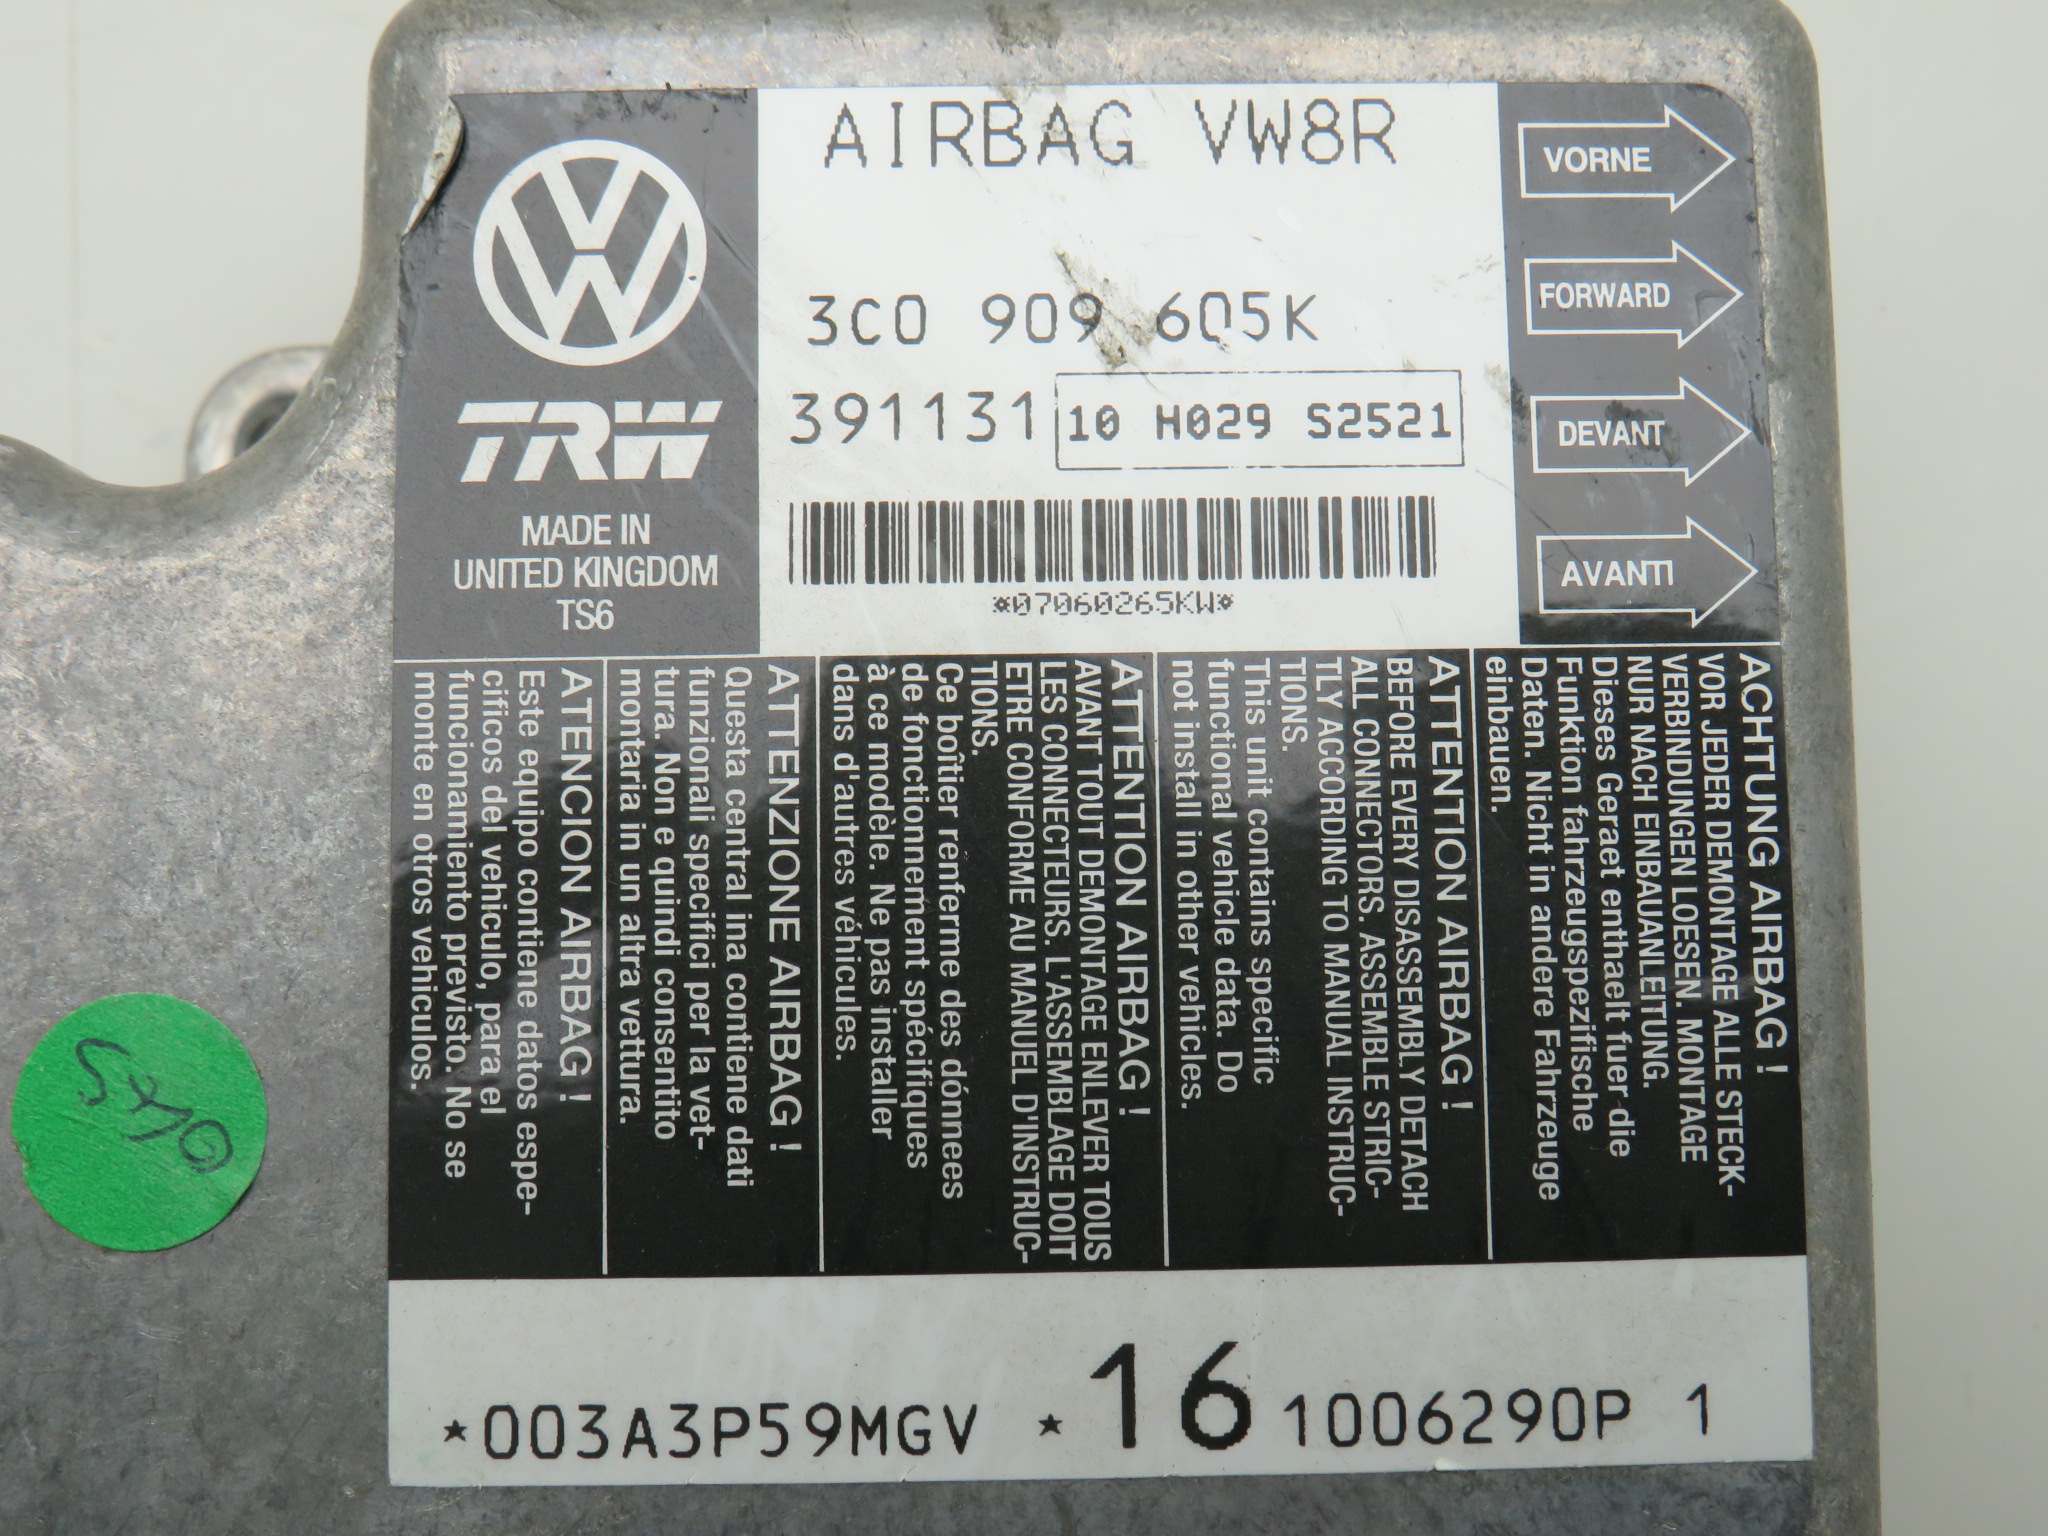 AIRBAG VW8R
3C0 909 605K
391131
10 H029 S2521
*07060265KW*
TRW
MADE IN
UNITED KINGDOM
TS6
VORNE
FORWARD
DEVANT
AVANTI
ACHTUNG AIRBAG !
VOR JEDER DEMONTAGE ALLE STECK-
VERBINDUNGEN LOESEN. MONTAGE
NUR NACH EINBAUANLEITUNG.
Dieses Geraet enthaelt fuer die
Funktion fahrzeugspezifische
Daten. Nicht in andere Fahrzeuge
einbauen.
ATTENTION AIRBAG !
BEFORE EVERY DISASSEMBLY DETACH
ALL CONNECTORS. ASSEMBLE STRIC-
TLY ACCORDING TO MANUAL INSTRUC-
TIONS.
This unit contains specific
functional vehicle data. Do
not install in other vehicles.
ATTENTION AIRBAG !
AVANT TOUT DEMONTAGE ENLEVER TOUS
LES CONNECTEURS. L'ASSEMBLAGE DOIT
ETRE CONFORME AU MANUEL D'INSTRUC-
TIONS.
Ce boîtier renferme des dónnees
de fonctionnement spécifiques
à ce modèle. Ne pas installer
dans d'autres véhicules.
ATTENZIONE AIRBAG !
Questa central ina contiene dati
funzionali specifici per la vet-
tura. Non e quindi consentito
montaria in un altra vettura.
ATENCION AIRBAG !
Este equipo contiene datos espe-
cificos del vehiculo, para el
funcionamiento previsto. No se
monte en otros vehiculos.
*003A3P59MGV *16 1006290P 1